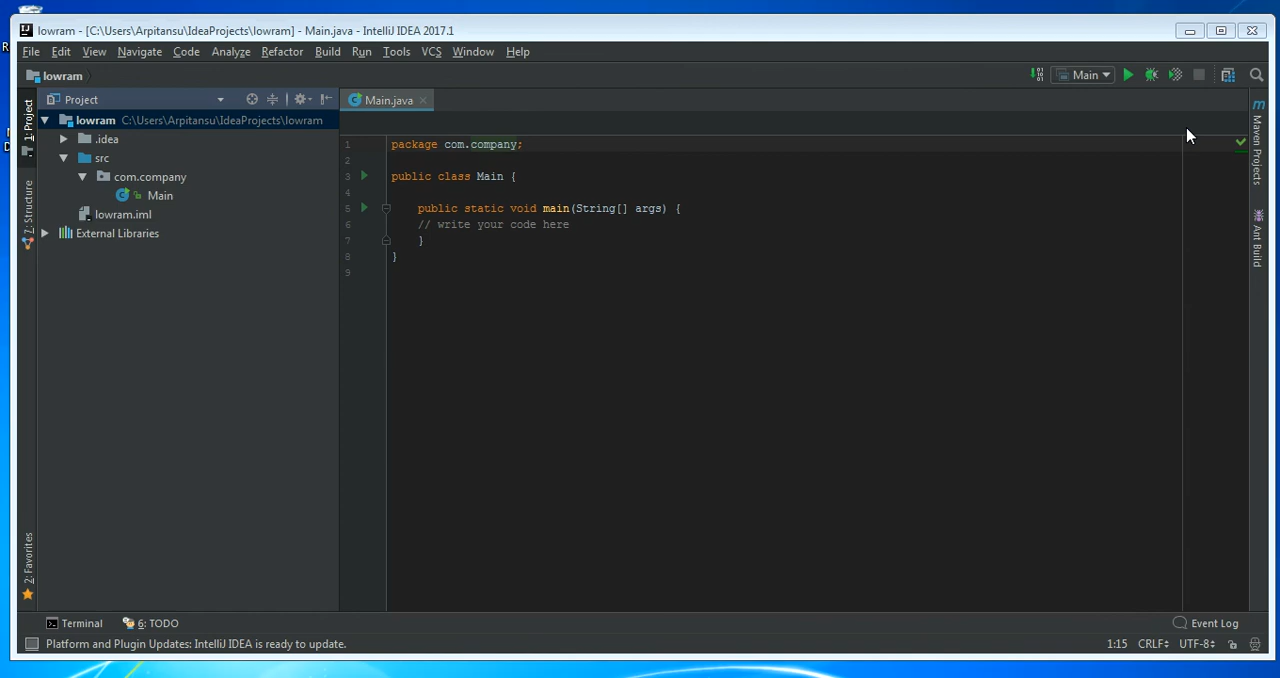 lowram - [C:\Users\Arpitansu\IdeaProjects\lowram] - Main.java - IntelliJ IDEA 2017.1
File Edit View Navigate Code Analyze Refactor Build Run Tools VCS Window Help
lowram
Main
Project
Main.java
1: Project
7: Structure
2: Favorites
lowram C:\Users\Arpitansu\IdeaProjects\lowram
.idea
src
com.company
Main
lowram.iml
External Libraries
1 package com.company;
2
3 public class Main {
4
5 public static void main(String[] args) {
6 // write your code here
7 }
8 }
9
Maven Projects
Ant Build
Terminal
6: TODO
Event Log
Platform and Plugin Updates: IntelliJ IDEA is ready to update.
1:15 CRLF UTF-8